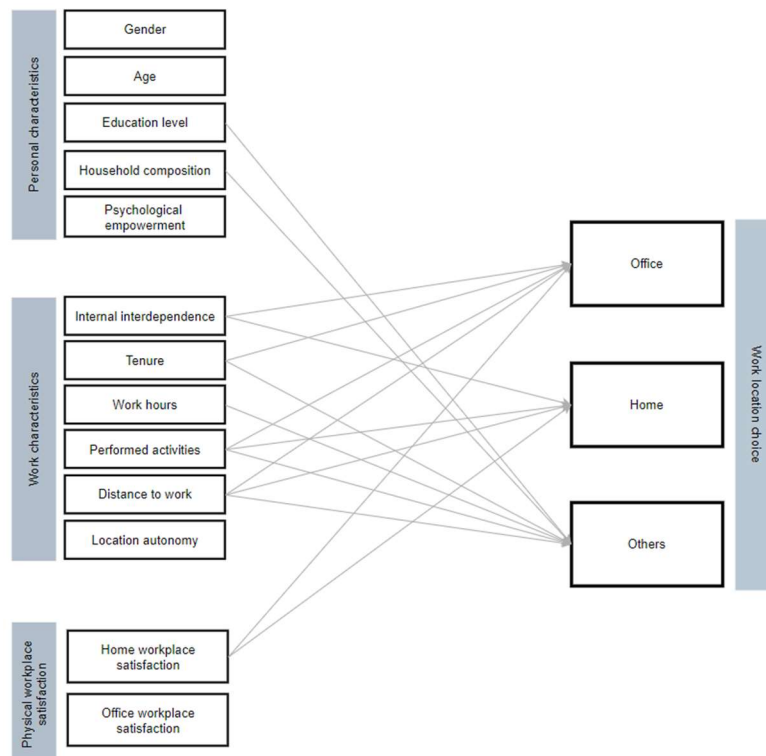 Personal characteristics
Gender
Age
Education level
Household composition
Psychological
empowerment
Work characteristics
Internal interdependence
Tenure
Work hours
Performed activities
Distance to work
Location autonomy
Physical workplace
satisfaction
Home workplace
satisfaction
Office workplace
satisfaction
Office
Home
Others
Work location choice